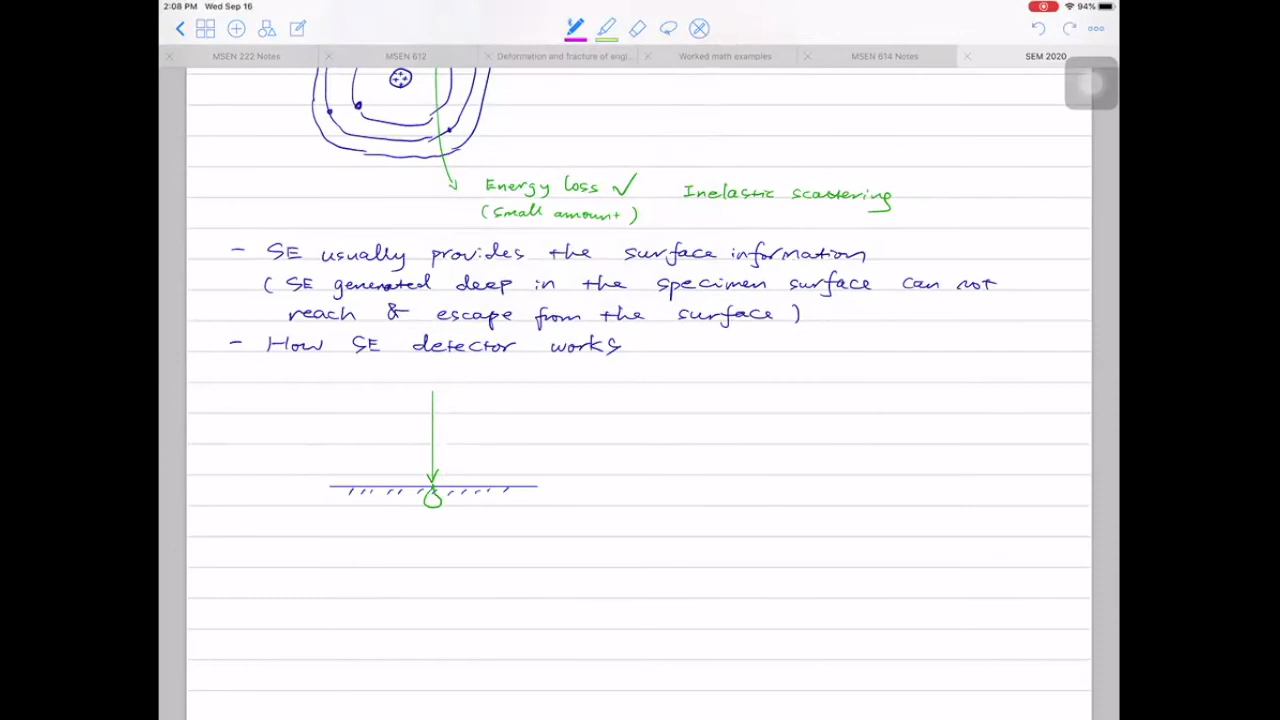 2:08 PM Wed Sep 16
94%
MSEN 222 Notes
MSEN 612
Deformation and fracture of engi...
Worked math examples
MSEN 614 Notes
SEM 2020
Energy loss ✓ Inelastic scattering
(Small amount)
- SE usually provides the surface information
( SE generated deep in the specimen surface can not
reach & escape from the surface )
- How SE detector works